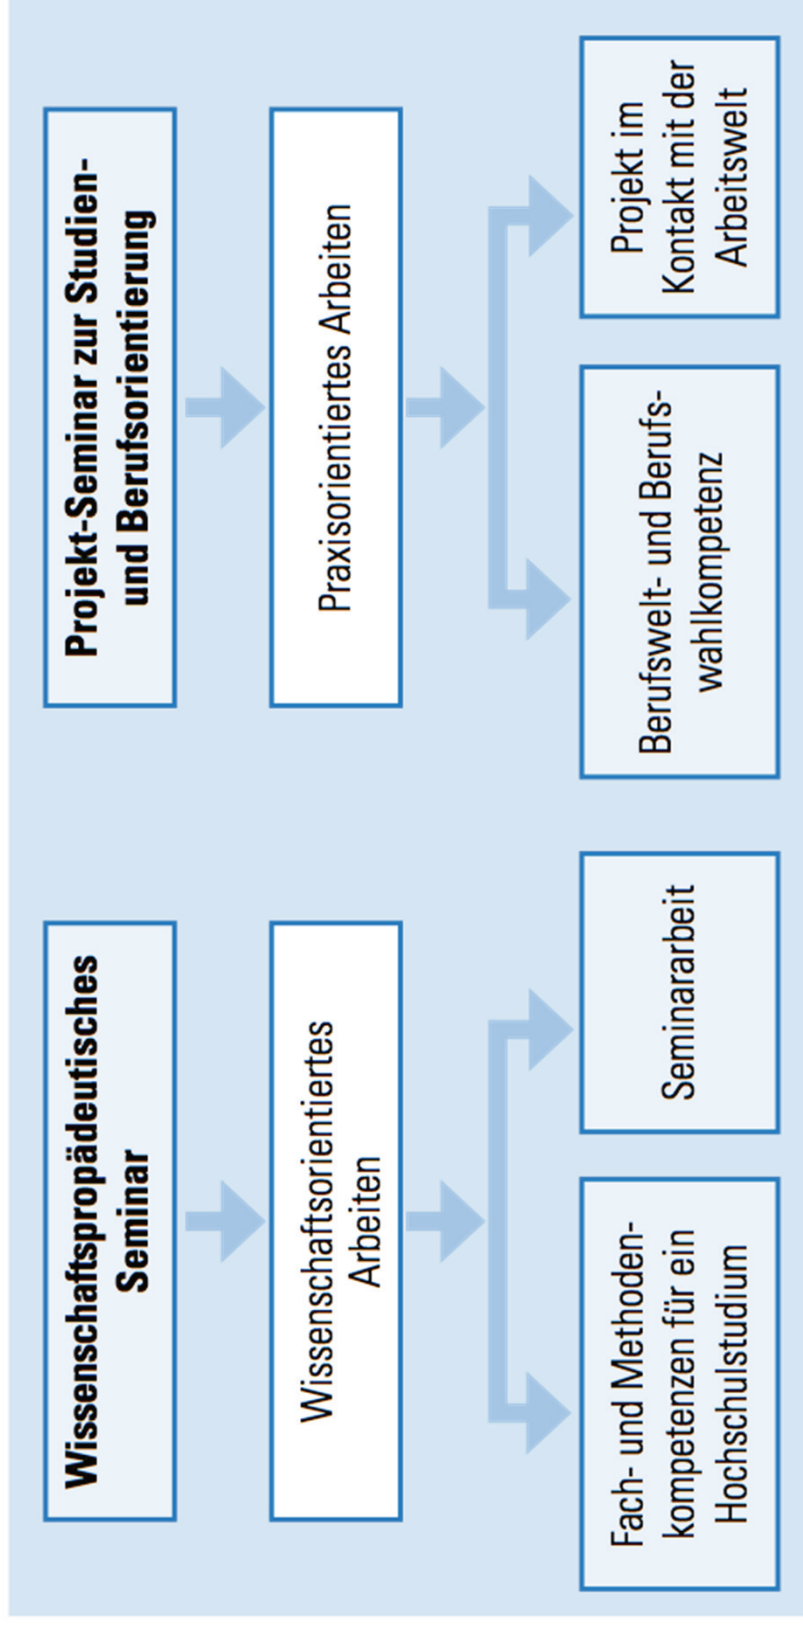 Wissenschaftspropädeutisches
Seminar
Projekt-Seminar zur Studien-
und Berufsorientierung
Wissenschaftsorientiertes
Arbeiten
Praxisorientiertes Arbeiten
Fach- und Methoden-
kompetenzen für ein
Hochschulstudium
Seminararbeit
Berufswelt- und Berufs-
wahlkompetenz
Projekt im
Kontakt mit der
Arbeitswelt